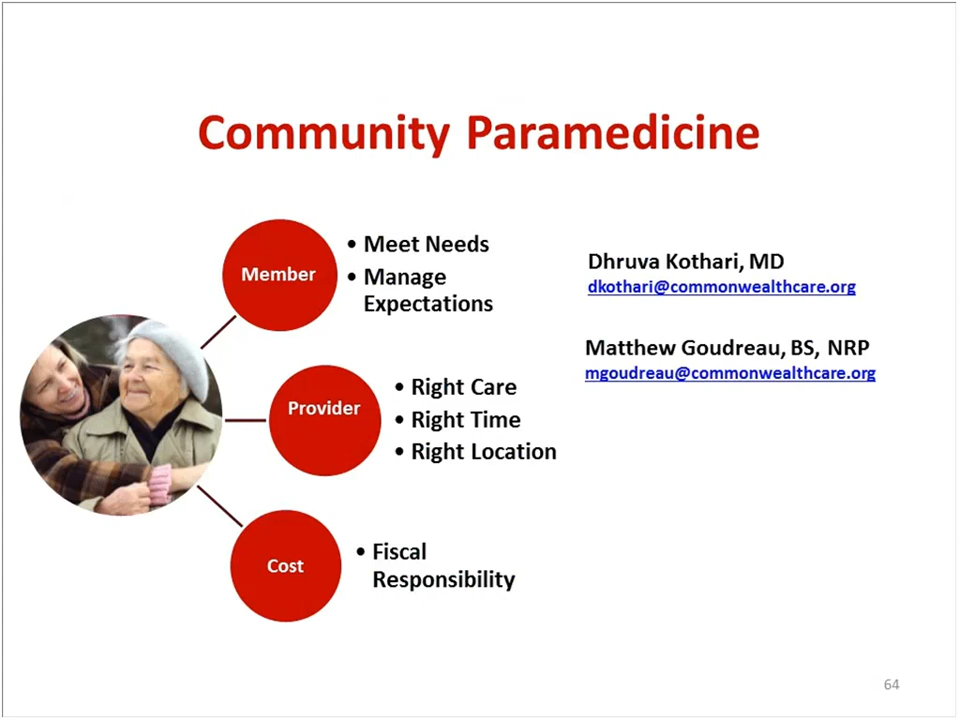 Community Paramedicine
Member
• Meet Needs
• Manage
Expectations
Provider
• Right Care
• Right Time
• Right Location
Cost
• Fiscal
Responsibility
Dhruva Kothari, MD
dkothari@commonwealthcare.org
Matthew Goudreau, BS, NRP
mgoudreau@commonwealthcare.org
64